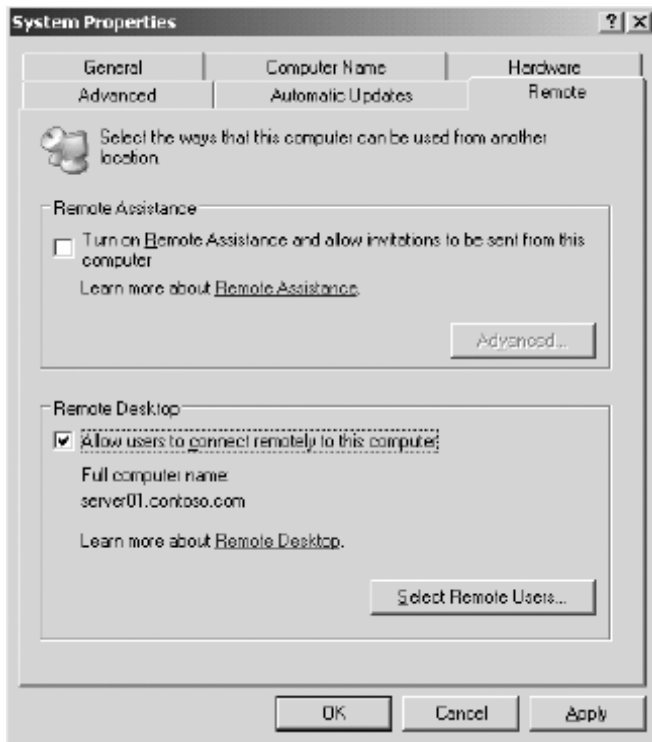 System Properties
General
Computer Name
Hardware
Advanced
Automatic Updates
Remote
Select the ways that this computer can be used from another
location.
Remote Assistance
Turn on Remote Assistance and allow invitations to be sent from this
computer
Learn more about Remote Assistance.
Advanced...
Remote Desktop
Allow users to connect remotely to this computer
Full computer name:
server01.contoso.com
Learn more about Remote Desktop.
Select Remote Users...
OK
Cancel
Apply